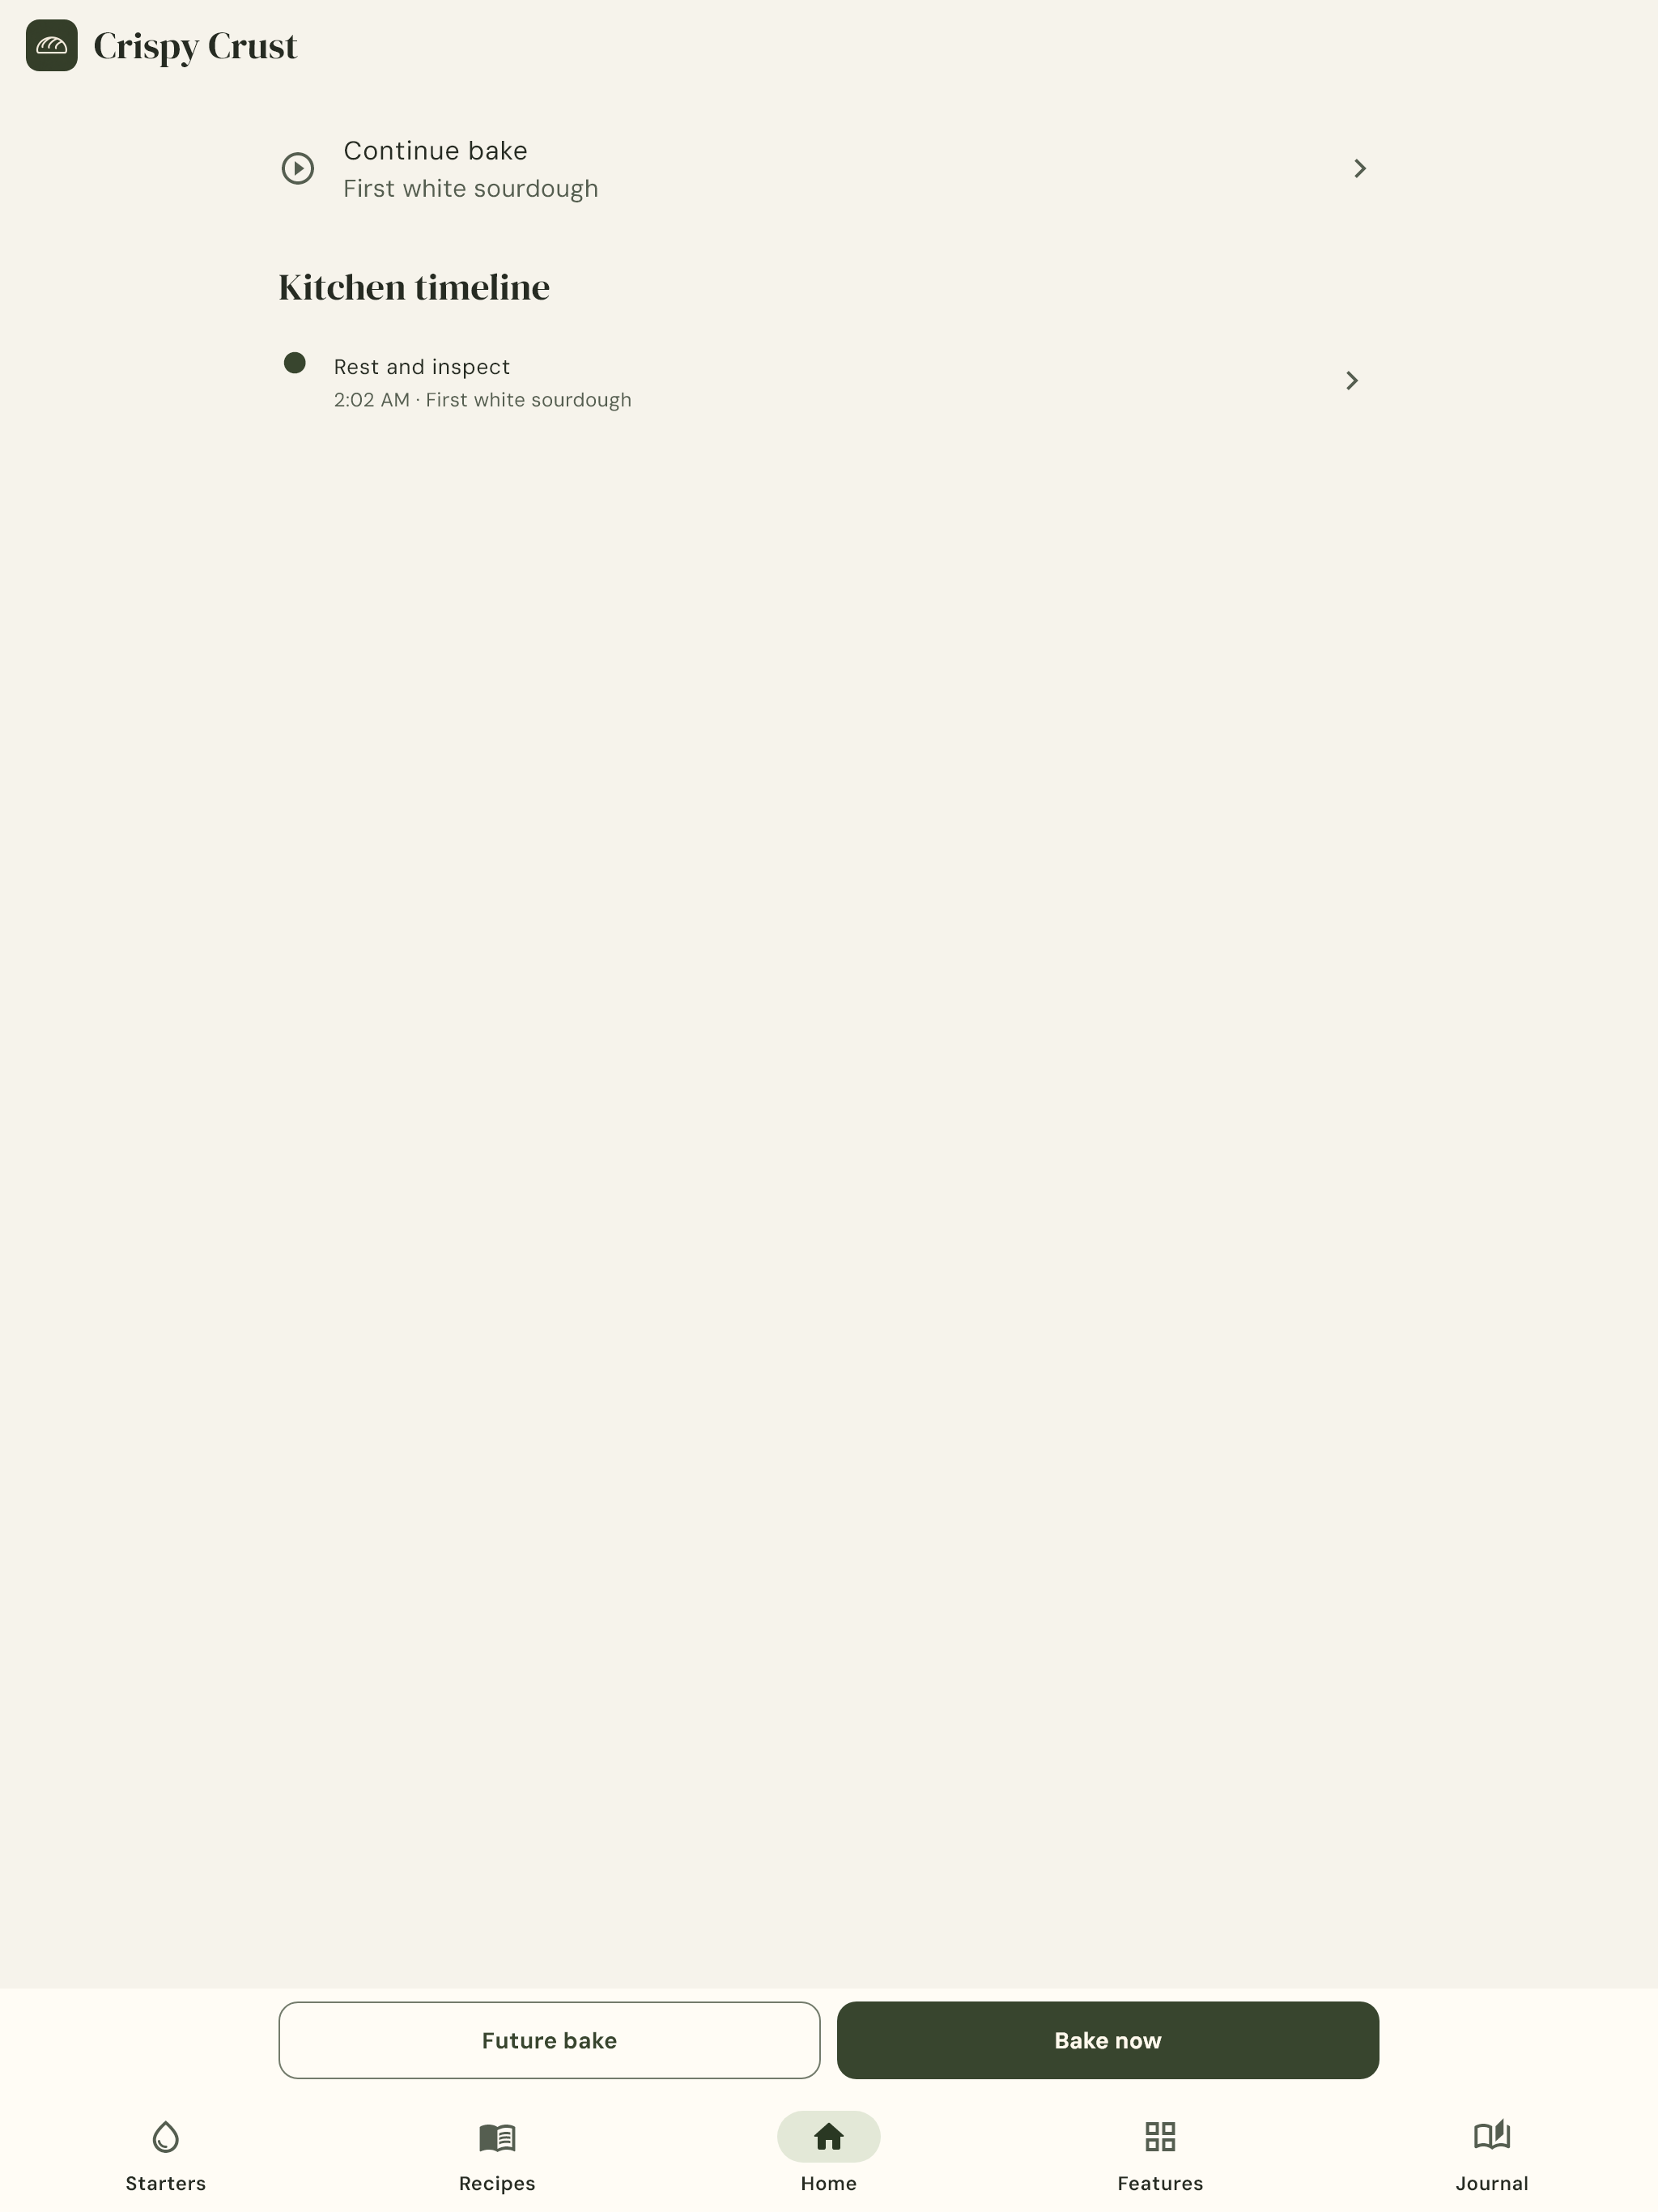 Crispy Crust
Continue bake
First white sourdough
Kitchen timeline
Rest and inspect
2:02 AM · First white sourdough
Future bake
Bake now
Starters
Recipes
Home
Features
Journal